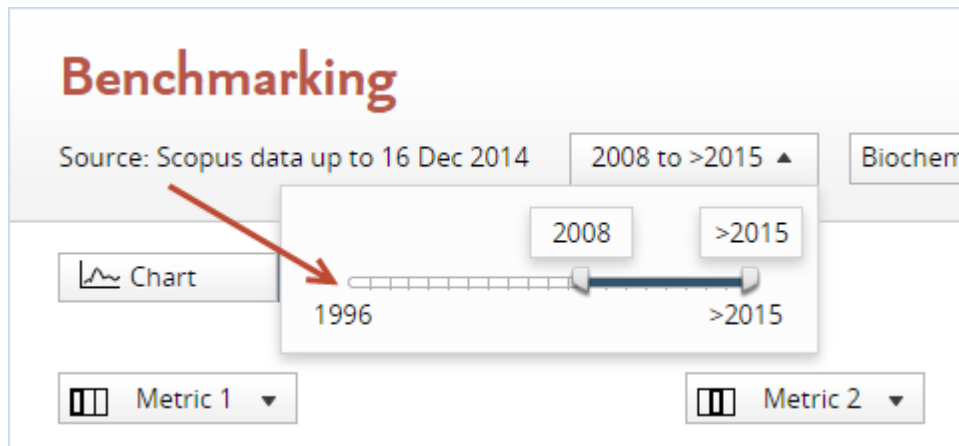 Benchmarking
Source: Scopus data up to 16 Dec 2014
2008 to >2015
Biochem
2008
>2015
Chart
1996
>2015
Metric 1
Metric 2